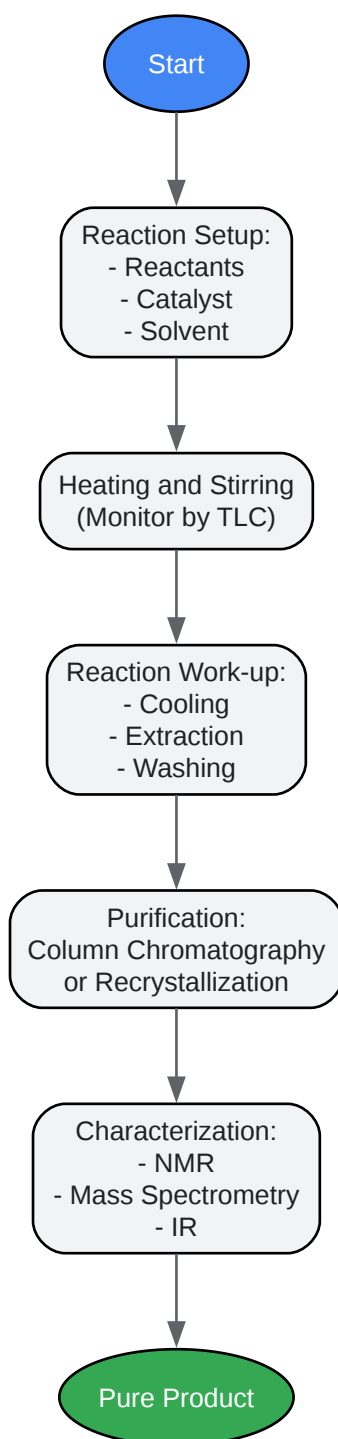 Start
Reaction Setup:
- Reactants
- Catalyst
- Solvent
Heating and Stirring
(Monitor by TLC)
Reaction Work-up:
- Cooling
- Extraction
- Washing
Purification:
Column Chromatography
or Recrystallization
Characterization:
- NMR
- Mass Spectrometry
- IR
Pure Product